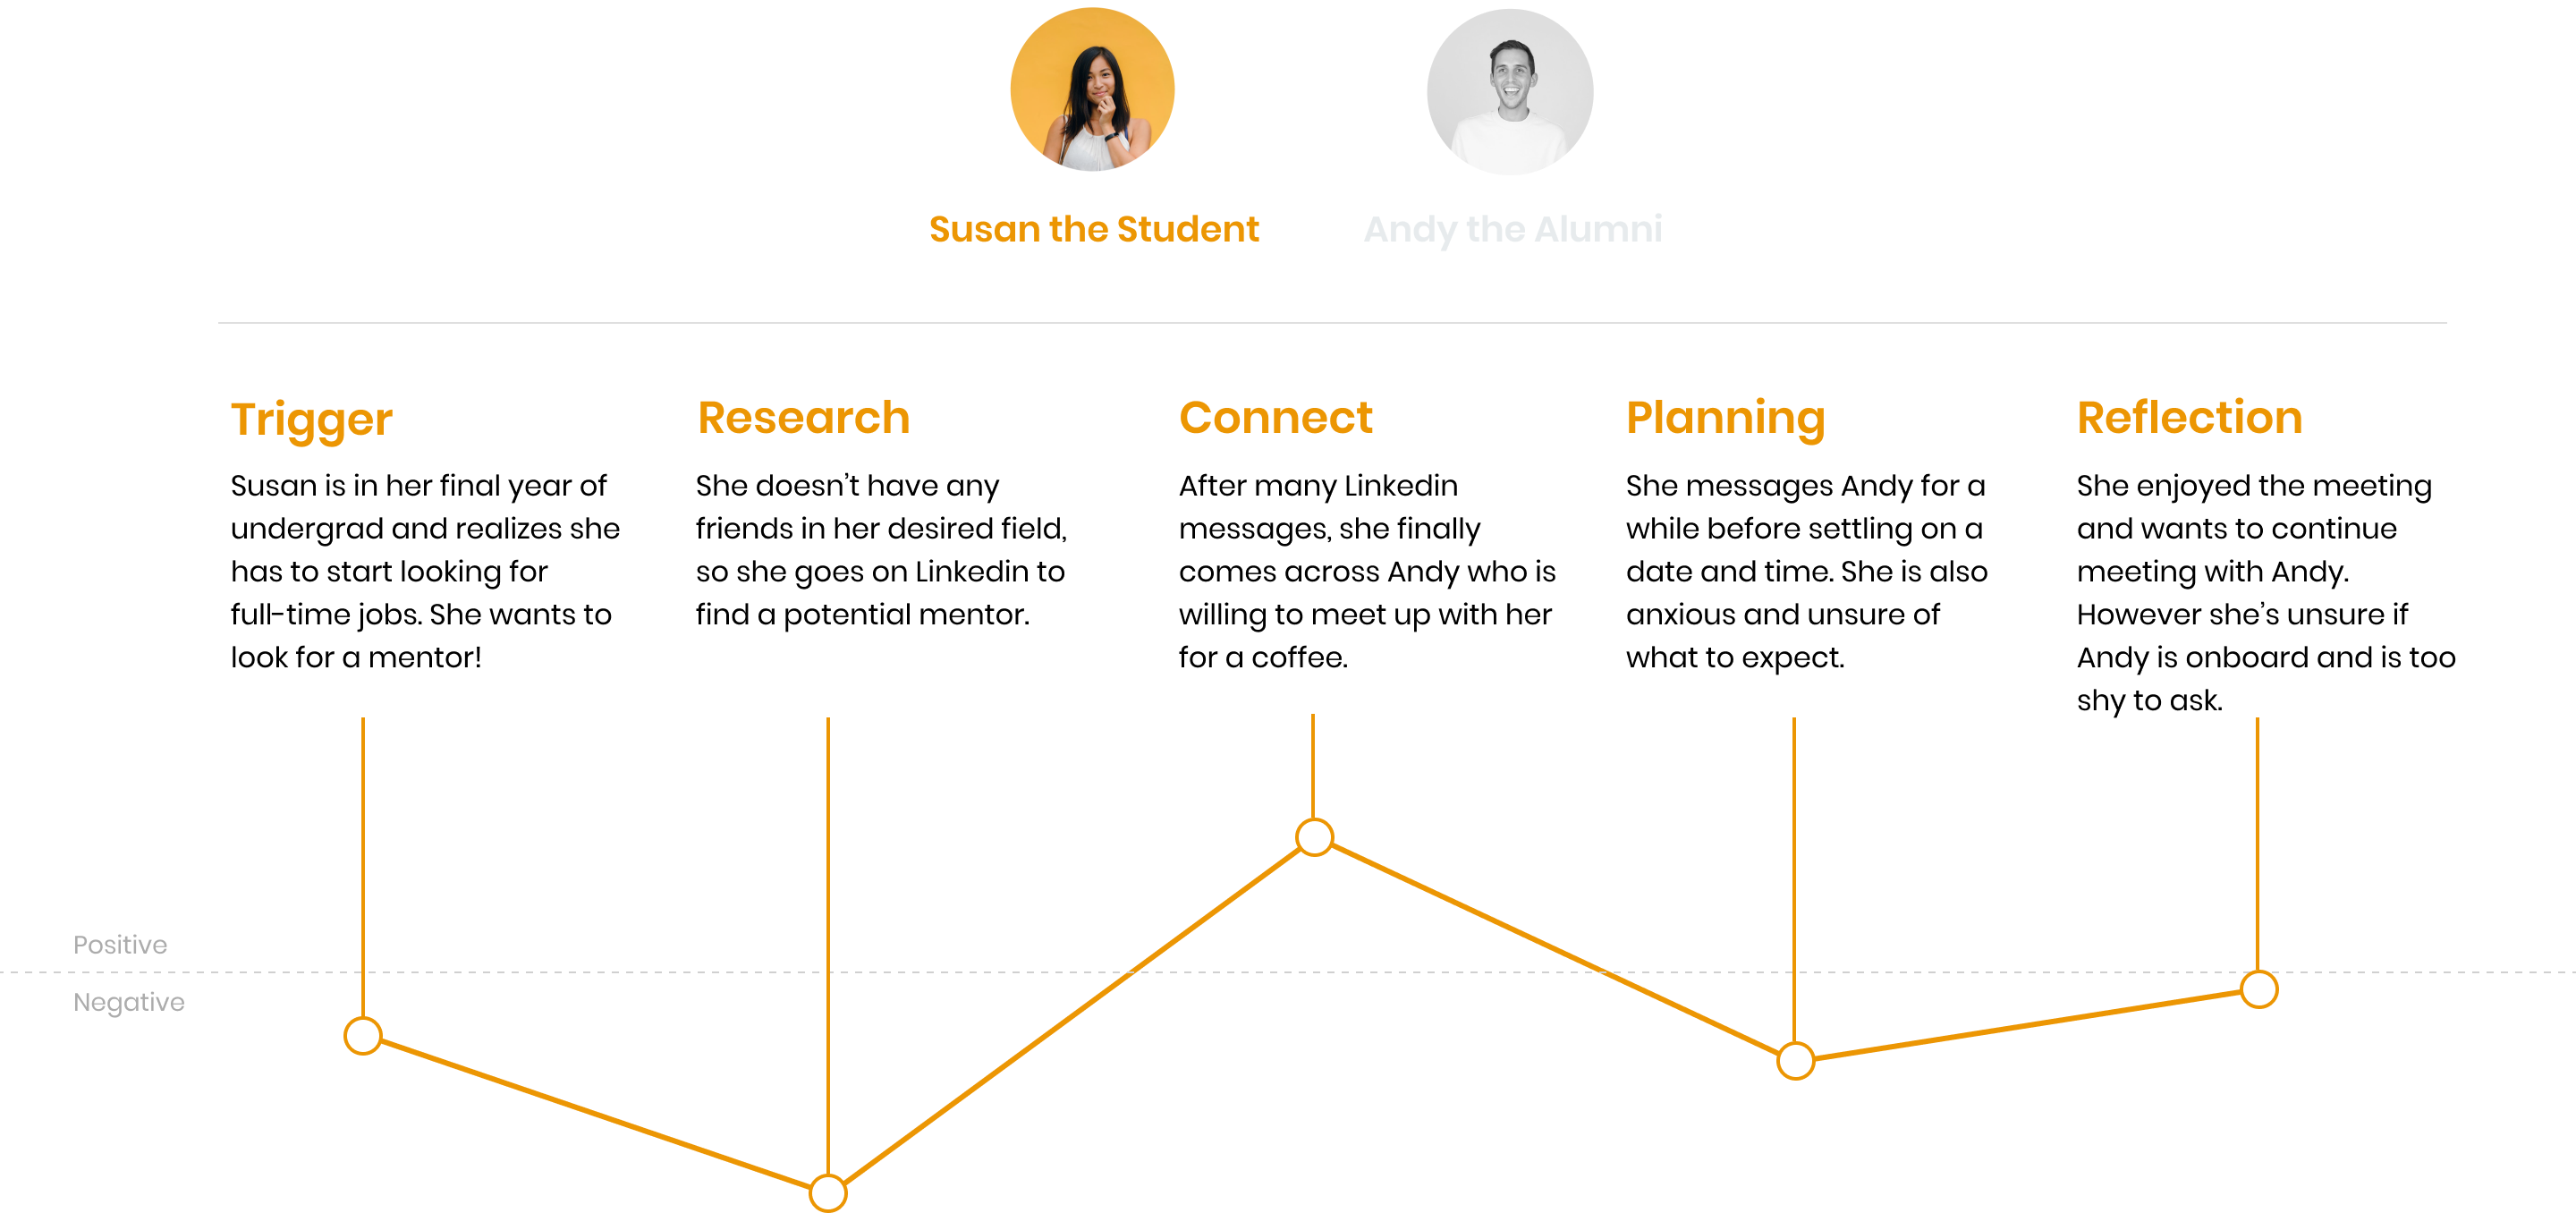 Susan the Student
Andy the Alumni
Trigger
Susan is in her final year of
undergrad and realizes she
has to start looking for
full-time jobs. She wants to
look for a mentor!
Research
She doesn’t have any
friends in her desired field,
so she goes on Linkedin to
find a potential mentor.
Connect
After many Linkedin
messages, she finally
comes across Andy who is
willing to meet up with her
for a coffee.
Planning
She messages Andy for a
while before settling on a
date and time. She is also
anxious and unsure of
what to expect.
Reflection
She enjoyed the meeting
and wants to continue
meeting with Andy.
However she’s unsure if
Andy is onboard and is too
shy to ask.
Positive
Negative